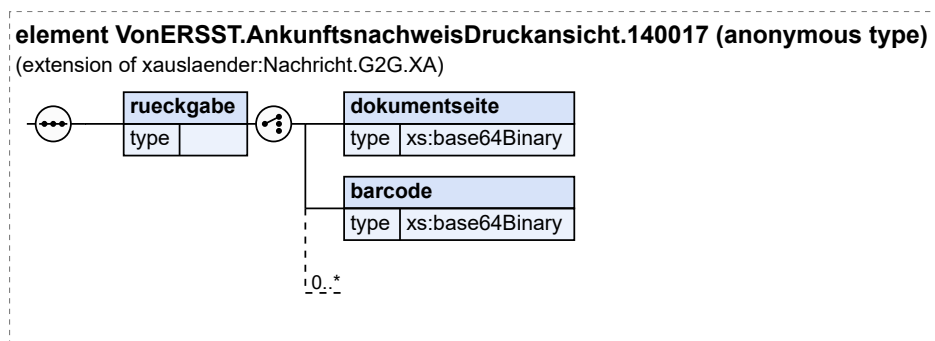 element VonERSST.AnkunftsnachweisDruckansicht.140017 (anonymous type)
(extension of xauslaender:Nachricht.G2G.XA)
rueckgabe
type
dokumentseite
type xs:base64Binary
barcode
type xs:base64Binary
0..*